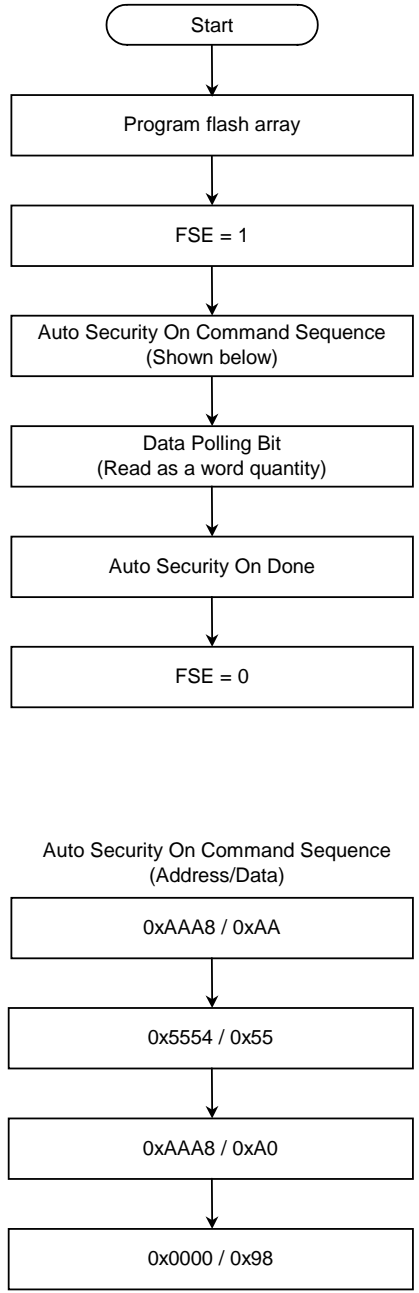 Start
Program flash array
FSE = 1
Auto Security On Command Sequence
(Shown below)
Data Polling Bit
(Read as a word quantity)
Auto Security On Done
FSE = 0
Auto Security On Command Sequence
(Address/Data)
0xAAA8 / 0xAA
0x5554 / 0x55
0xAAA8 / 0xA0
0x0000 / 0x98